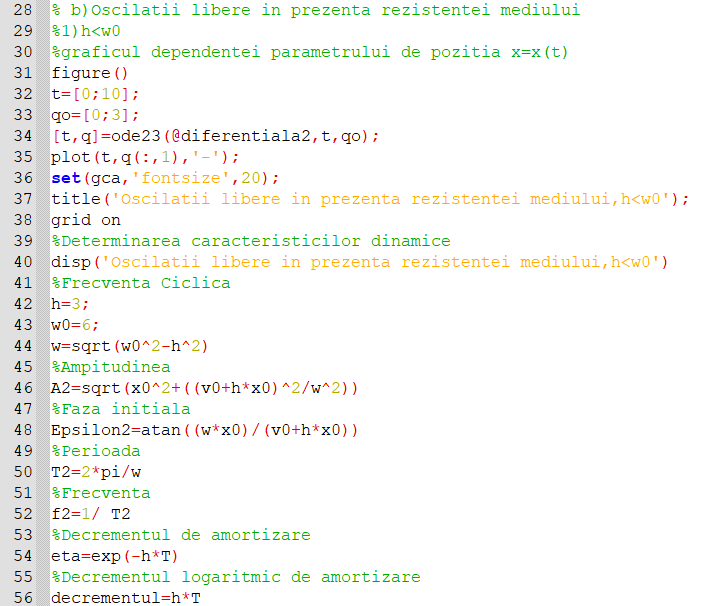 28 % b)Oscilatii libere in prezenta rezistentei mediului
29 %1)h<w0
30 %graficul dependentei parametrului de pozitia x=x(t)
31 figure()
32 t=[0;10];
33 qo=[0;3];
34 [t,q]=ode23(@diferentiala2,t,qo);
35 plot(t,q(:,1),'-');
36 set(gca,'fontsize',20);
37 title('Oscilatii libere in prezenta rezistentei mediului,h<w0');
38 grid on
39 %Determinarea caracteristicilor dinamice
40 disp('Oscilatii libere in prezenta rezistentei mediului,h<w0')
41 %Frecventa Ciclica
42 h=3;
43 w0=6;
44 w=sqrt(w0^2-h^2)
45 %Ampitudinea
46 A2=sqrt(x0^2+((v0+h*x0)^2/w^2))
47 %Faza initiala
48 Epsilon2=atan((w*x0)/(v0+h*x0))
49 %Perioada
50 T2=2*pi/w
51 %Frecventa
52 f2=1/ T2
53 %Decrementul de amortizare
54 eta=exp(-h*T)
55 %Decrementul logaritmic de amortizare
56 decrementul=h*T